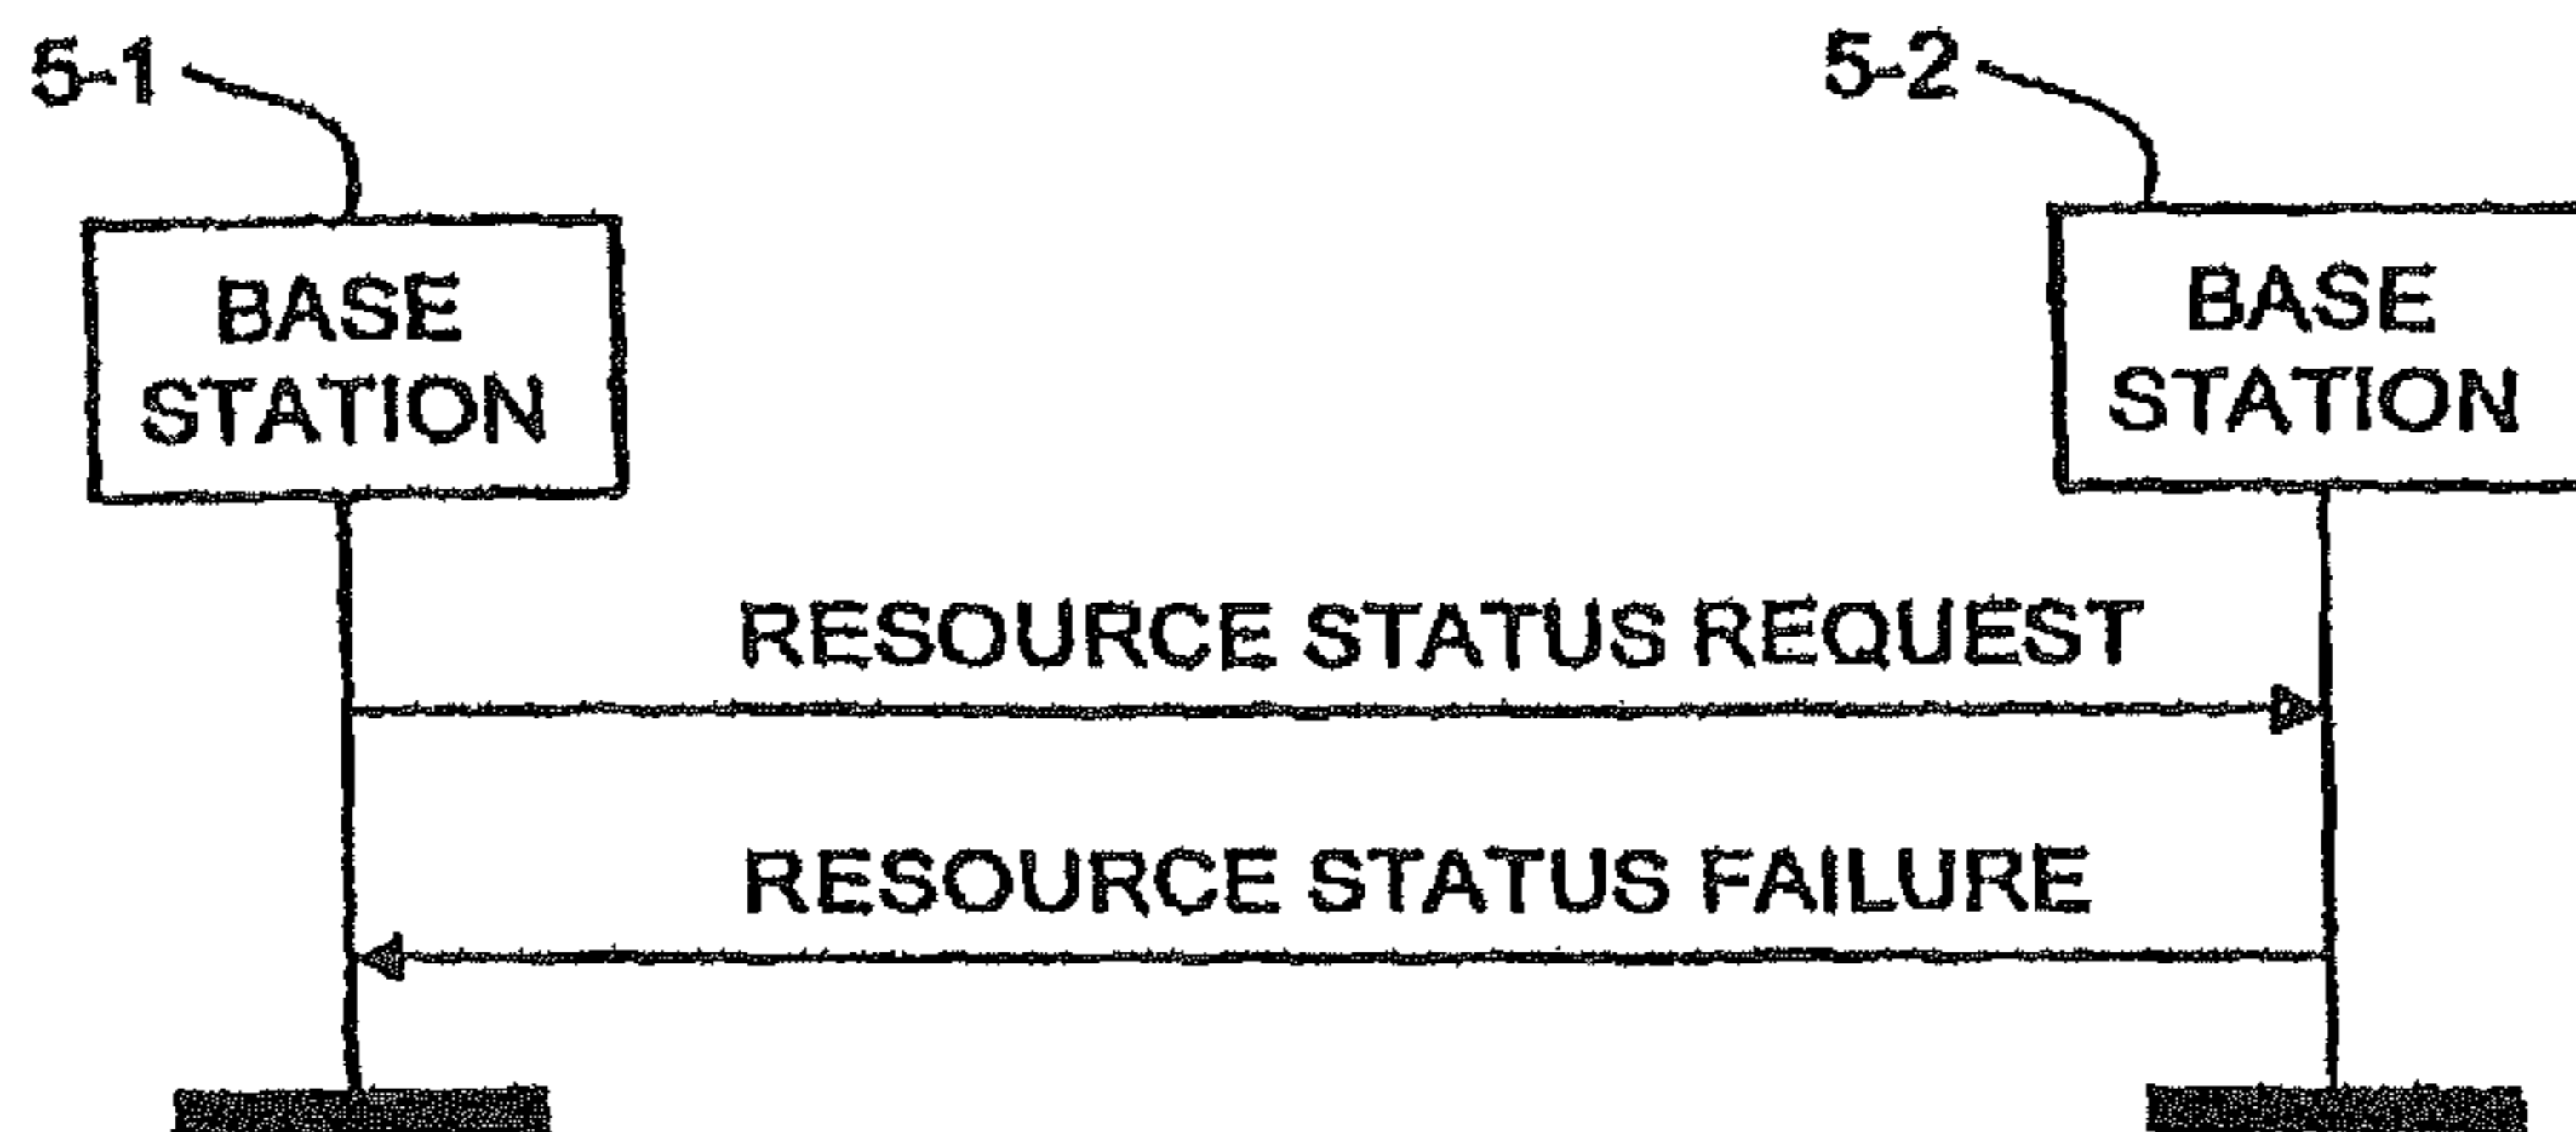 5-1
5-2
BASE
STATION
BASE
STATION
RESOURCE STATUS REQUEST
RESOURCE STATUS FAILURE